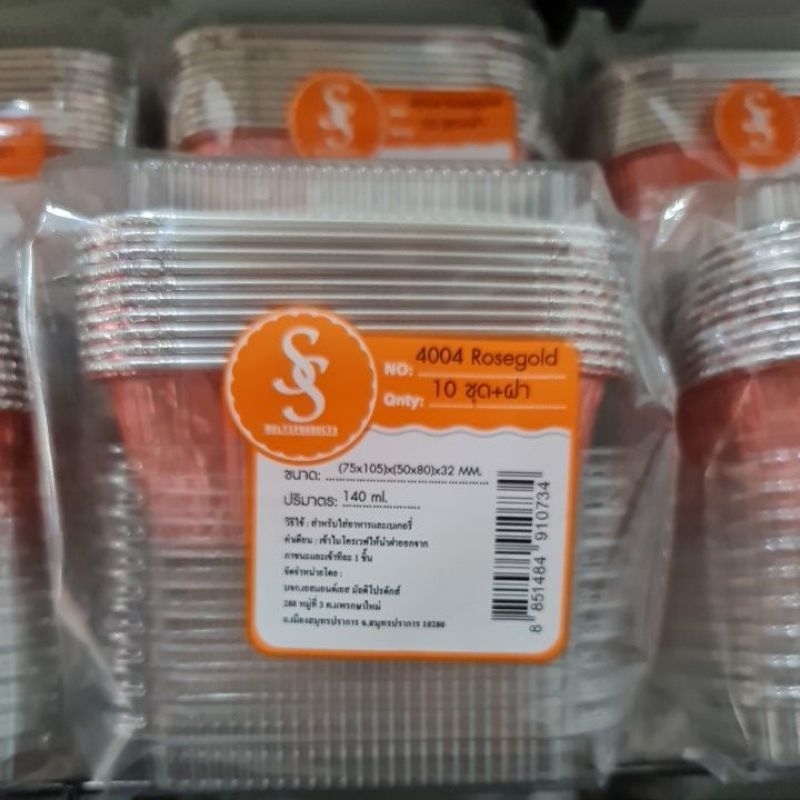 SS
MULTIPRODUCTS
NO: 4004 Rosegold
Qnty: 10 ชุด+ฝา
ขนาด: (75x105)x(50x80)x32 MM.
ปริมาตร: 140 ml.
วิธีใช้ : สำหรับใส่อาหารและเบเกอรี่
คำเตือน : เข้าไมโครเวฟให้นำฝาออกจาก
ภาชนะและเข้าทีละ 1 ชิ้น
จัดจำหน่ายโดย :
บจก.เอสแอนด์เอส มัลติโปรดักส์
288 หมู่ที่ 3 ต.แพรกษาใหม่
อ.เมืองสมุทรปราการ จ.สมุทรปราการ 10280
8 851484 910734
SS
SS